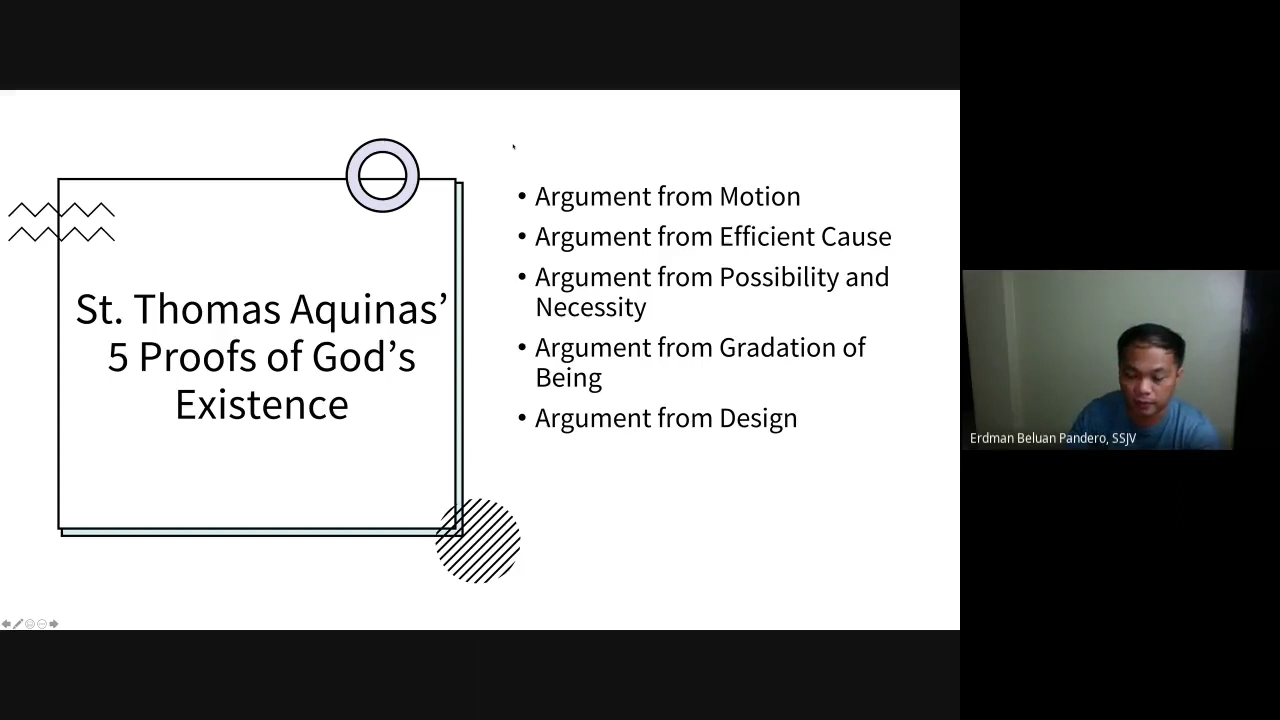 St. Thomas Aquinas’
5 Proofs of God’s
Existence
• Argument from Motion
• Argument from Efficient Cause
• Argument from Possibility and
Necessity
• Argument from Gradation of
Being
• Argument from Design
Erdman Beluan Pandero, SSJV